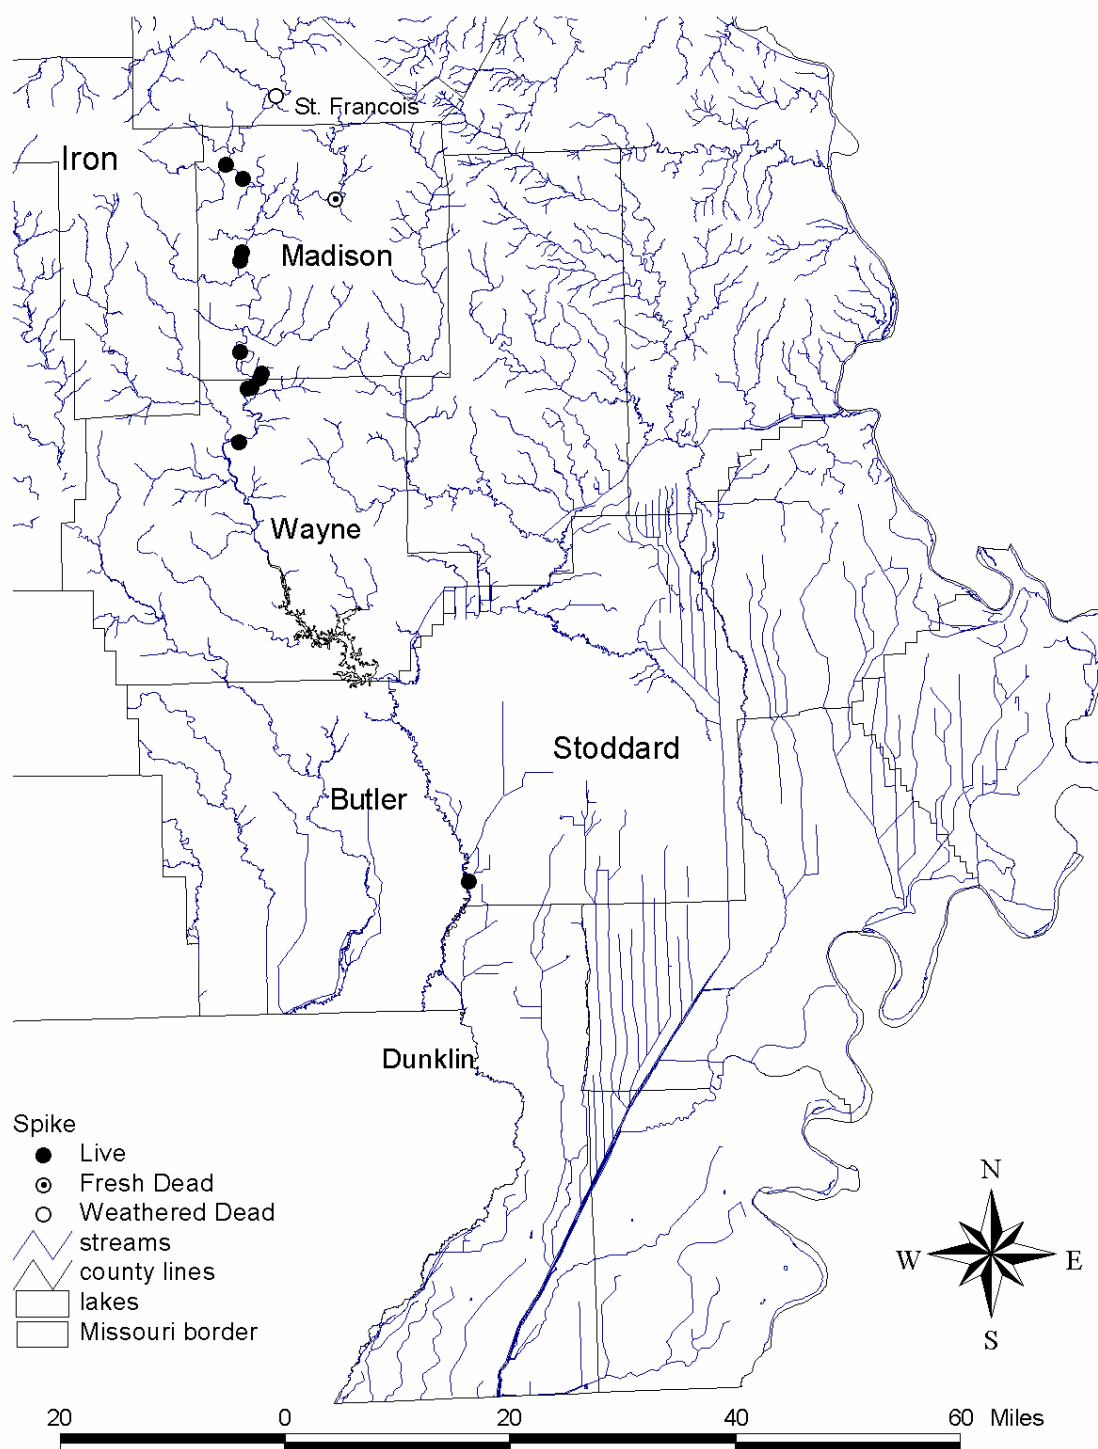 St. Francois
Iron
Madison
Wayne
Stoddard
Butler
Dunklin
Spike
Live
Fresh Dead
Weathered Dead
streams
county lines
lakes
Missouri border
N
W E
S
20 0 20 40 60 Miles